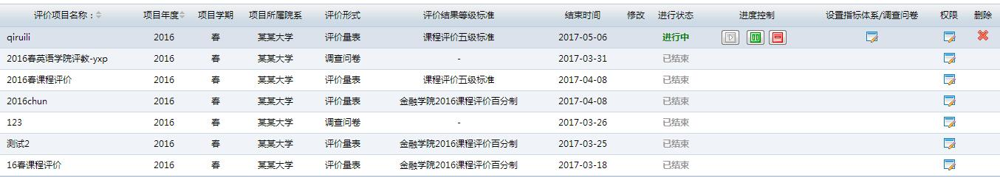 评价项目名称： 项目年度 项目学期 项目所属院系 评价形式 评价结果等级标准 结束时间 修改 进行状态 进度控制 设置指标体系/调查问卷 权限 删除
qiruili 2016 春 某某大学 评价量表 课程评价五级标准 2017-05-06 进行中
2016春英语学院评教-yxp 2016 春 某某大学 调查问卷 - 2017-03-31 已结束
2016春课程评价 2016 春 某某大学 评价量表 课程评价五级标准 2017-04-08 已结束
2016chun 2016 春 某某大学 评价量表 金融学院2016课程评价百分制 2017-04-08 已结束
123 2016 春 某某大学 调查问卷 - 2017-03-26 已结束
测试2 2016 春 某某大学 评价量表 金融学院2016课程评价百分制 2017-03-25 已结束
16春课程评价 2016 春 某某大学 评价量表 金融学院2016课程评价百分制 2017-03-18 已结束